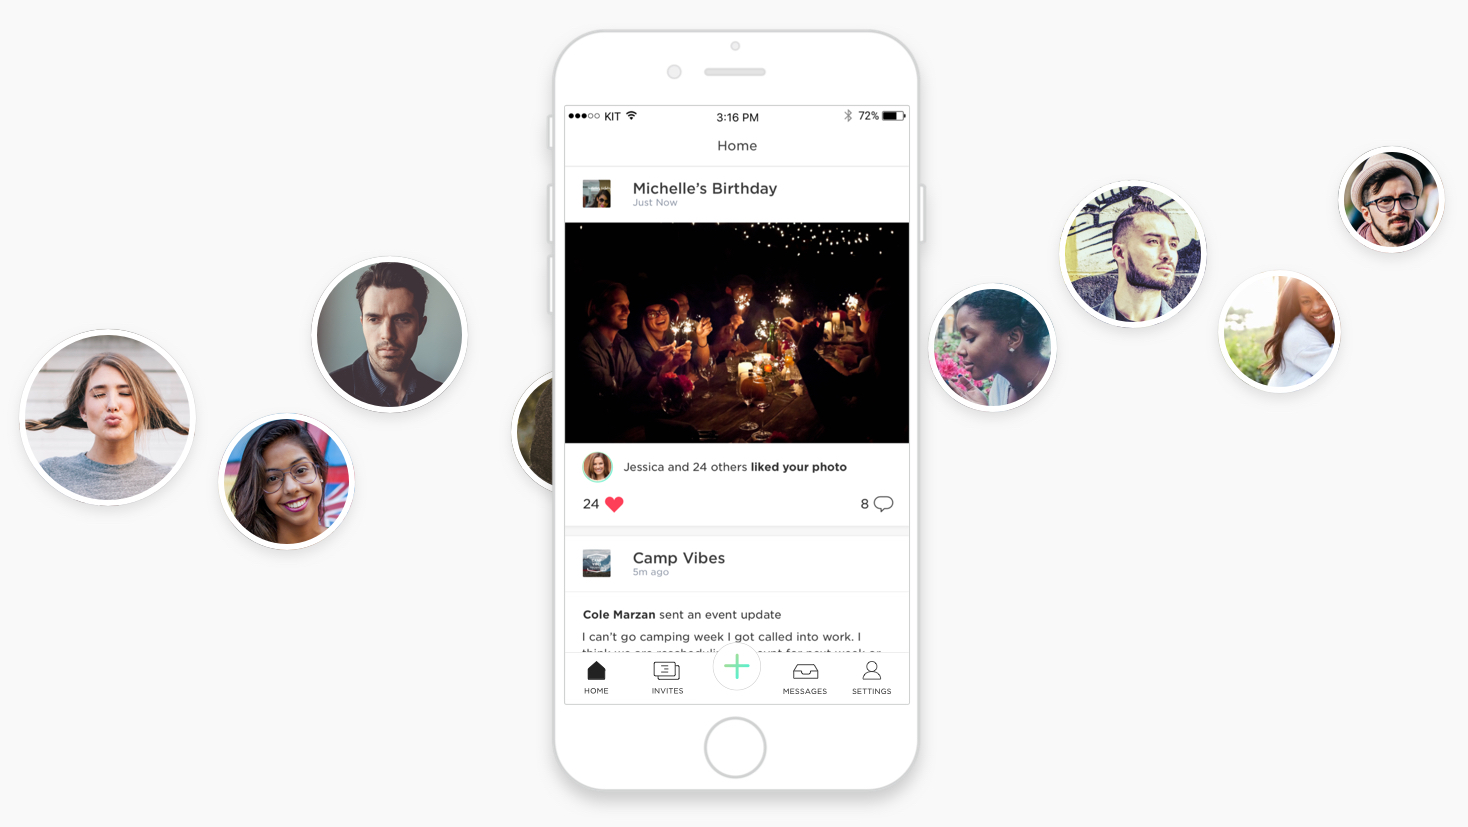 KIT 3:16 PM 72%
Home
Michelle’s Birthday
Just Now
Jessica and 24 others liked your photo
24 8
Camp Vibes
5m ago
Cole Marzan sent an event update
I can’t go camping week I got called into work. I
HOME INVITES MESSAGES SETTINGS